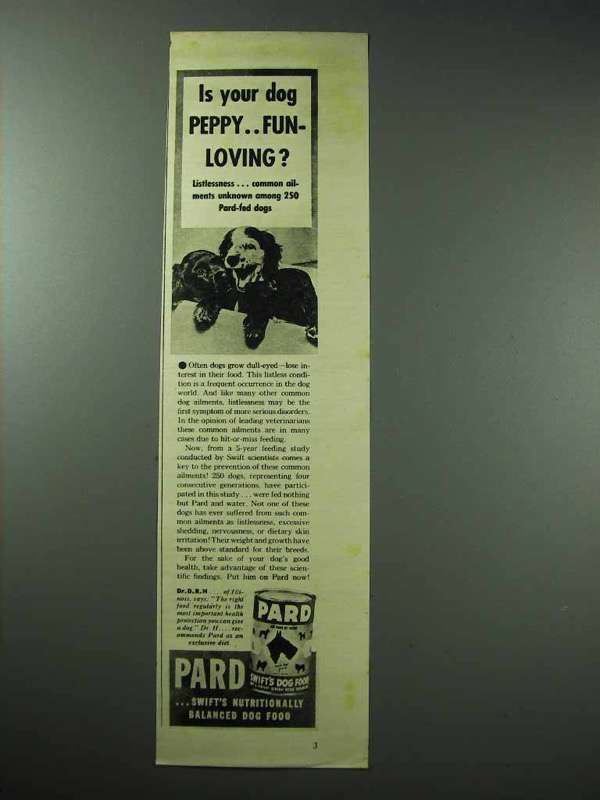 Is your dog
PEPPY..FUN-
LOVING?
Listlessness... common ail-
ments unknown among 250
Pard-fed dogs
● Often dogs grow dull-eyed—lose in-
terest in their food. This listless condi-
tion is a frequent occurrence in the dog
world. And like many other common
dog ailments, listlessness may be the
first symptom of more serious disorders.
In the opinion of leading veterinarians
these common ailments are in many
cases due to hit-or-miss feeding.
Now, from a 5-year feeding study
conducted by Swift scientists comes a
key to the prevention of these common
ailments! 250 dogs, representing four
consecutive generations, have partici-
pated in this study... were fed nothing
but Pard and water. Not one of these
dogs has ever suffered from such com-
mon ailments as listlessness, excessive
shedding, nervousness, or dietary skin
irritation! Their weight and growth have
been above standard for their breeds.
For the sake of your dog's good
health, take advantage of these scien-
tific findings. Put him on Pard now!
Dr. D. R. H... of Illi-
nois, says, "The right
food regularly is the
most important health
protection you can give
a dog." Dr. H... rec-
ommends Pard as an
exclusive diet.
PARD
SWIFT'S DOG FOOD
PARD
...SWIFT'S NUTRITIONALLY
BALANCED DOG FOOD
3